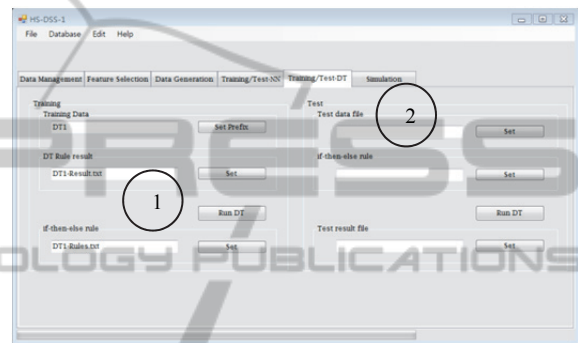 HS-DSS-1
File Database Edit Help
Data Management Feature Selection Data Generation Training/Test-NN Training/Test-DT Simulation
Training
Training Data
DT1 Set Prefix
DT Rule result
DT1-Result.txt Set
1
Run DT
if-then-else rule
DT1-Rules.txt Set
Test
Test data file
2
Set
if-then-else rule
Set
Run DT
Test result file
Set
PRESS
OLOGY PUBLICATIONS